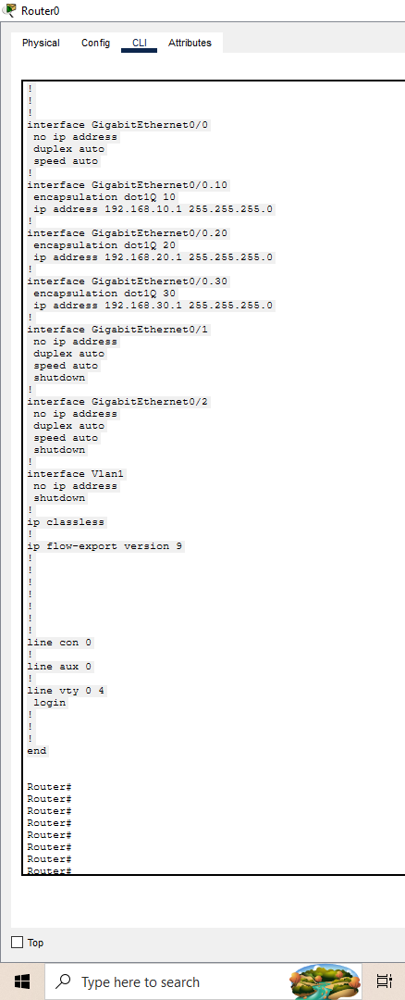 Router0
Physical Config CLI Attributes
!
!
!
interface GigabitEthernet0/0
no ip address
duplex auto
speed auto
!
interface GigabitEthernet0/0.10
encapsulation dot1Q 10
ip address 192.168.10.1 255.255.255.0
!
interface GigabitEthernet0/0.20
encapsulation dot1Q 20
ip address 192.168.20.1 255.255.255.0
!
interface GigabitEthernet0/0.30
encapsulation dot1Q 30
ip address 192.168.30.1 255.255.255.0
!
interface GigabitEthernet0/1
no ip address
duplex auto
speed auto
shutdown
!
interface GigabitEthernet0/2
no ip address
duplex auto
speed auto
shutdown
!
interface Vlan1
no ip address
shutdown
!
ip classless
!
ip flow-export version 9
!
!
!
!
!
!
!
line con 0
!
line aux 0
!
line vty 0 4
login
!
!
!
end
Router#
Router#
Router#
Router#
Router#
Router#
Router#
Router#
Top
Type here to search